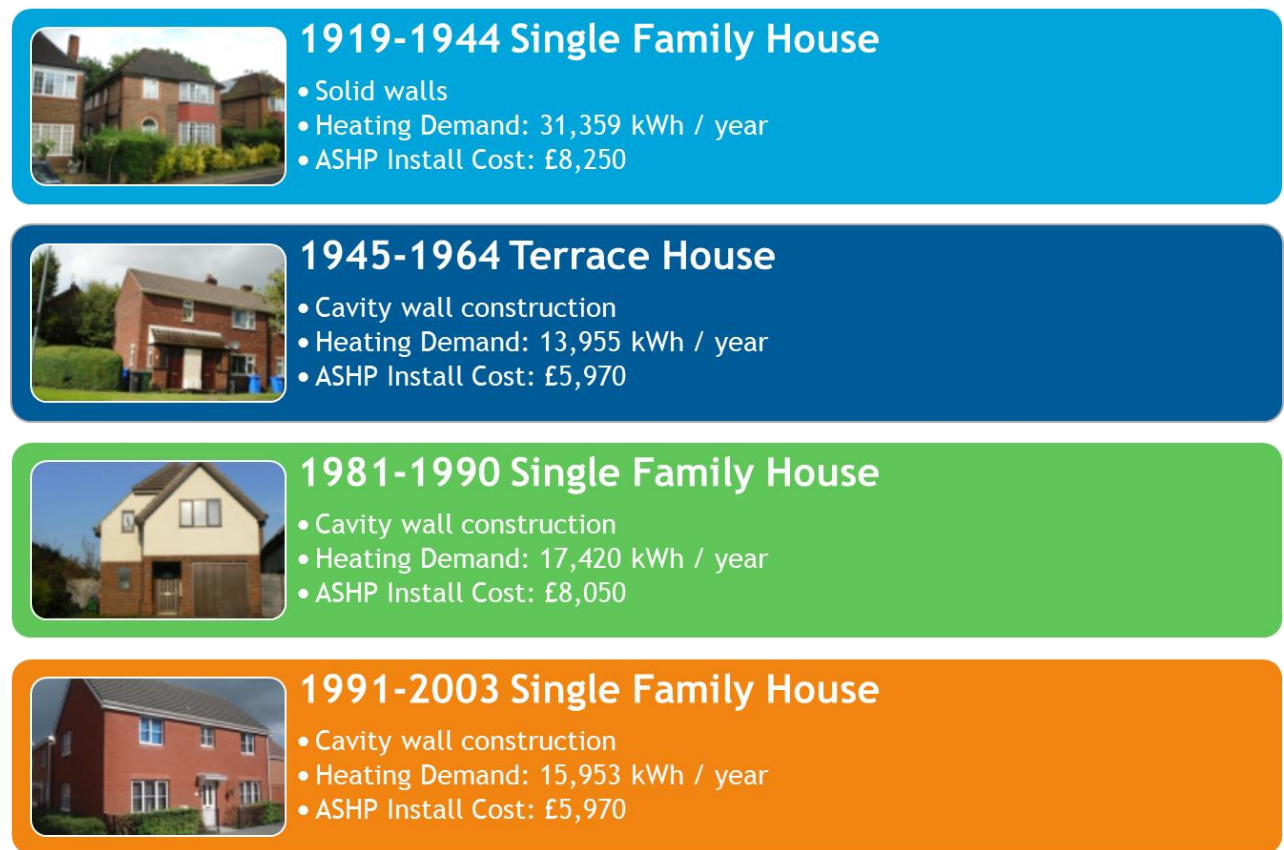 1919-1944 Single Family House
• Solid walls
• Heating Demand: 31,359 kWh / year
• ASHP Install Cost: £8,250
1945-1964 Terrace House
• Cavity wall construction
• Heating Demand: 13,955 kWh / year
• ASHP Install Cost: £5,970
1981-1990 Single Family House
• Cavity wall construction
• Heating Demand: 17,420 kWh / year
• ASHP Install Cost: £8,050
1991-2003 Single Family House
• Cavity wall construction
• Heating Demand: 15,953 kWh / year
• ASHP Install Cost: £5,970